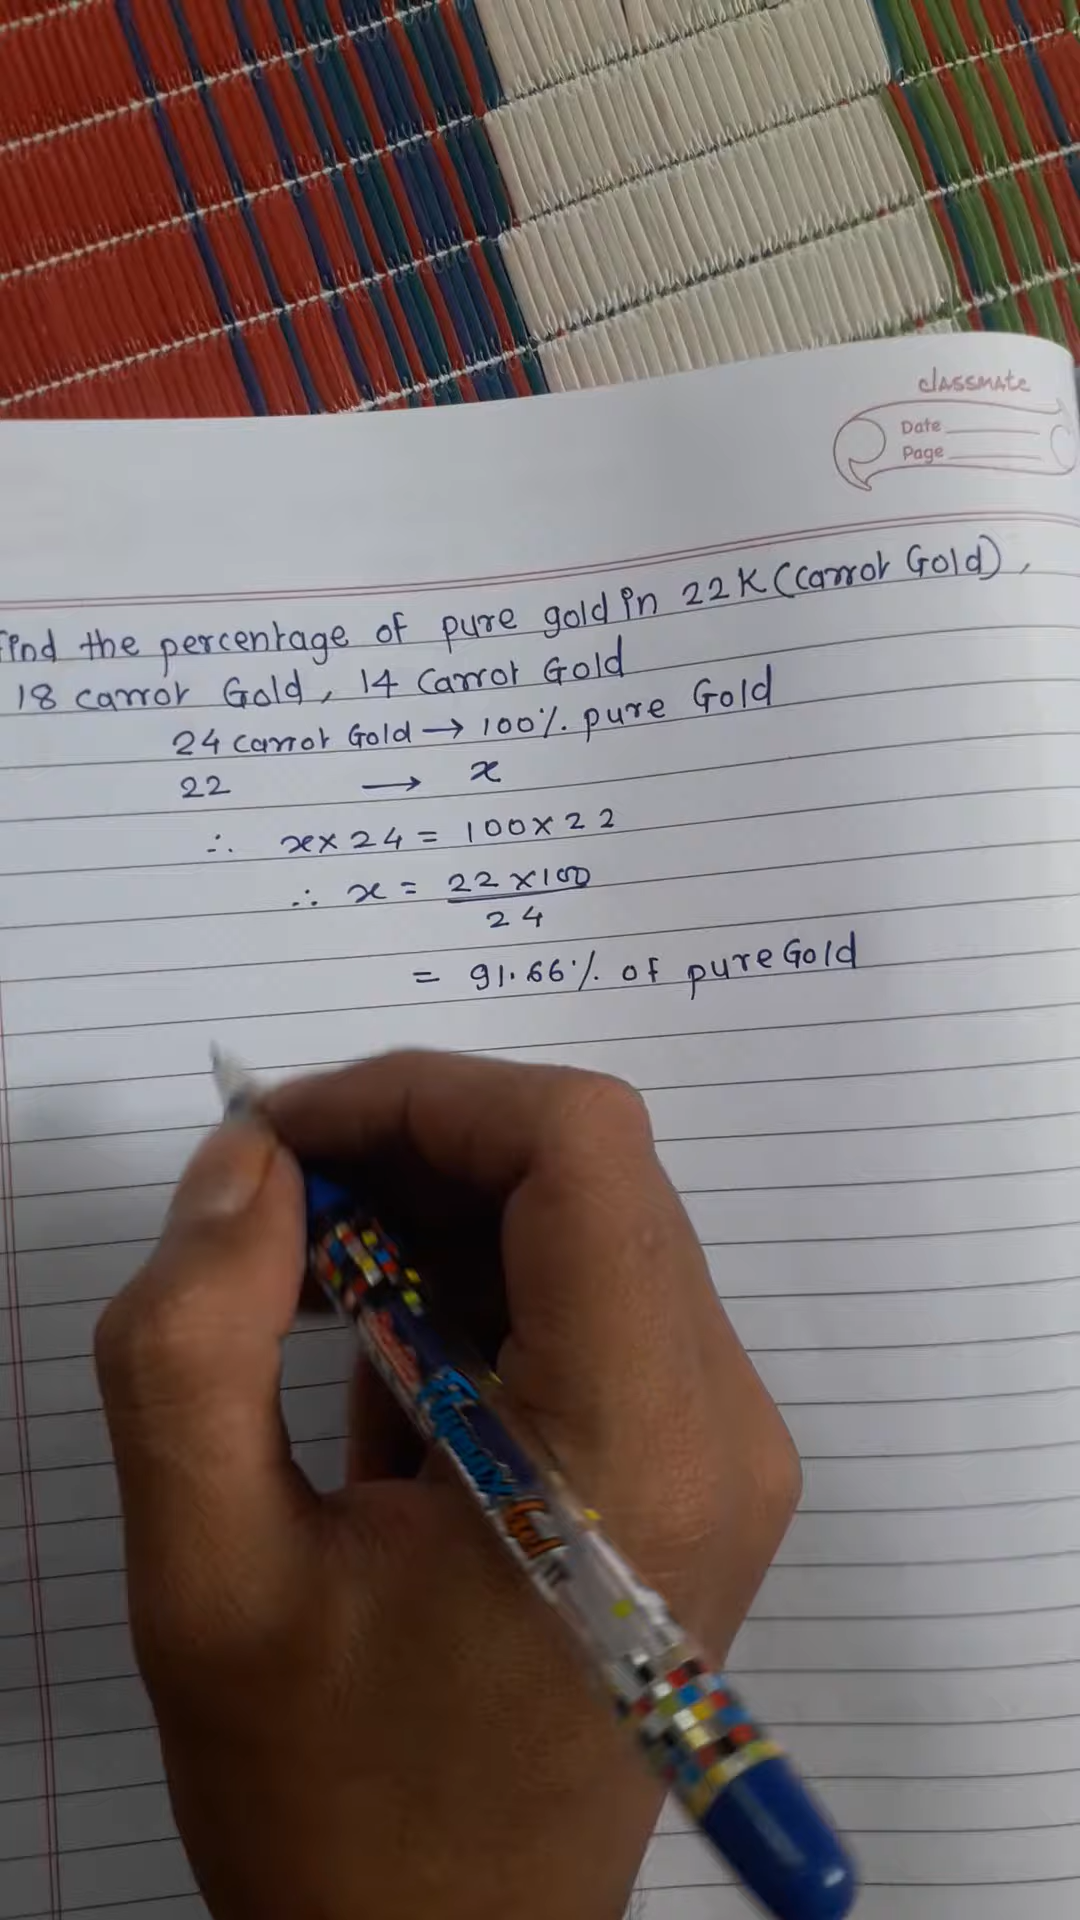 classmate
Date
Page
find the percentage of pure gold in 22K (Carrot Gold),
18 carrot Gold, 14 Carrot Gold
24 carrot Gold → 100% pure Gold
22 → x
∴ x × 24 = 100 × 22
∴ x = 22 × 100
24
= 91.66% of pure Gold